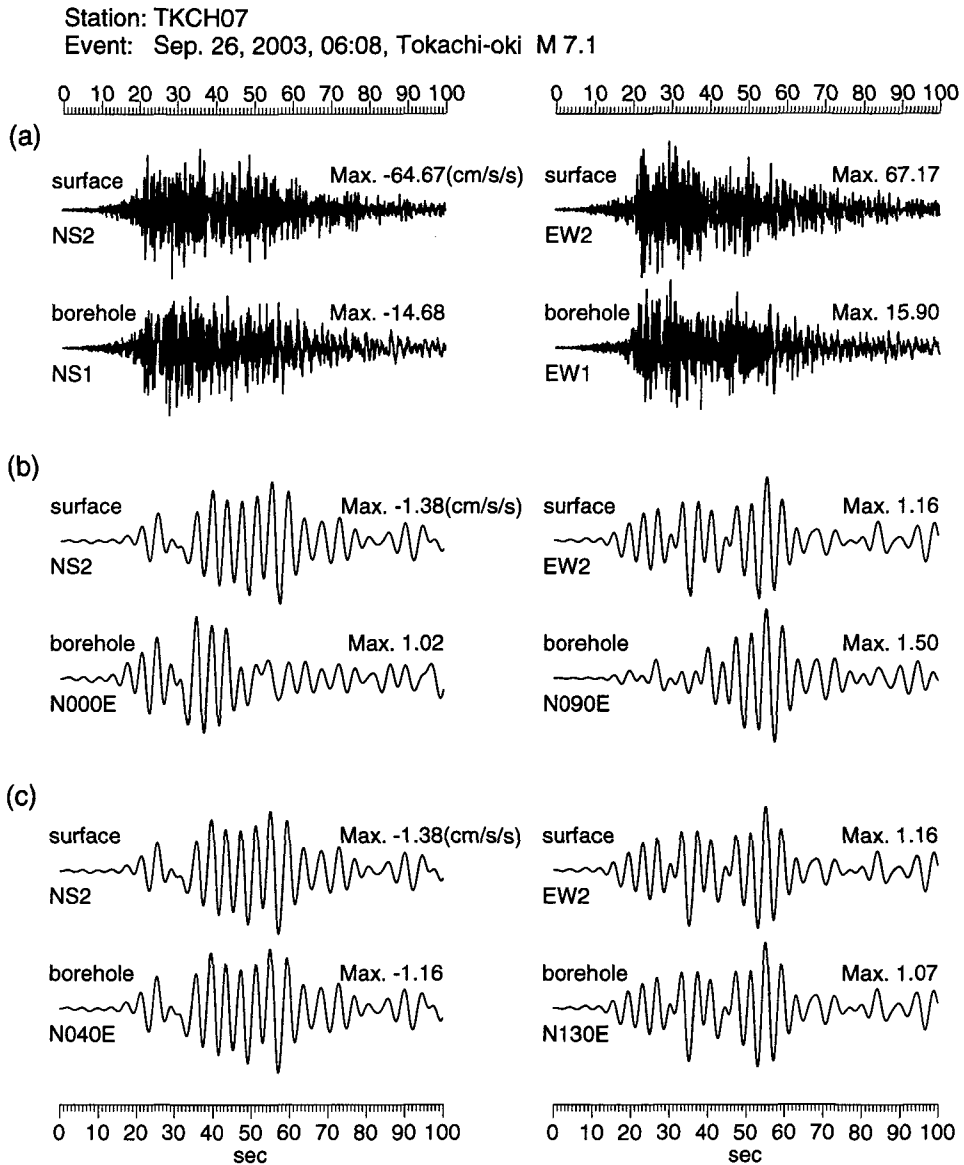 Station: TKCH07
Event: Sep. 26, 2003, 06:08, Tokachi-oki M 7.1
0 10 20 30 40 50 60 70 80 90 100
0 10 20 30 40 50 60 70 80 90 100
(a)
surface
Max. -64.67(cm/s/s)
NS2
surface
Max. 67.17
EW2
borehole
Max. -14.68
NS1
borehole
Max. 15.90
EW1
(b)
surface
Max. -1.38(cm/s/s)
NS2
surface
Max. 1.16
EW2
borehole
Max. 1.02
N000E
borehole
Max. 1.50
N090E
(c)
surface
Max. -1.38(cm/s/s)
NS2
surface
Max. 1.16
EW2
borehole
Max. -1.16
N040E
borehole
Max. 1.07
N130E
0 10 20 30 40 50 60 70 80 90 100
sec
0 10 20 30 40 50 60 70 80 90 100
sec